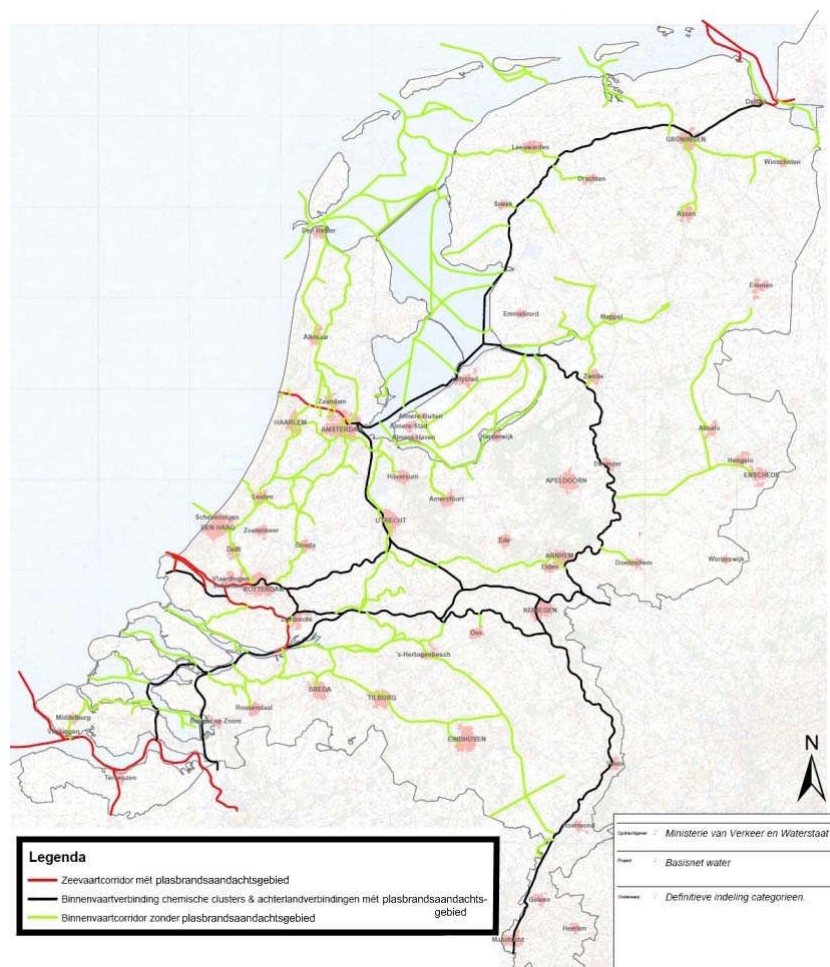 Delfzijl
GRONINGEN
Leeuwarden
Winschoten
Drachten
Sneek
Assen
Den Helder
Emmen
Emmeloord
Meppel
Alkmaar
Lelystad
Zwolle
Zaandam
Almere-Buiten
HAARLEM
AMSTERDAM
Almere-Stad
Almere-Haven
Harderwijk
Almelo
Hengelo
ENSCHEDE
Deventer
Hilversum
APELDOORN
Leiden
Amersfoort
Scheveningen
DEN HAAG
Zoetermeer
UTRECHT
Delft
Gouda
Ede
ARNHEM
Elden
Doetinchem
Winterswijk
Vlaardingen
ROTTERDAM
Dordrecht
NIJMEGEN
Oss
's-Hertogenbosch
BREDA
TILBURG
Roosendaal
Middelburg
Vlissingen
Bergen op Zoom
EINDHOVEN
Terneuzen
Venlo
Roermond
Geleen
Heerlen
Maastricht
N
Legenda
Zeevaartcorridor mét plasbrandsaandachtsgebied
Binnenvaartverbinding chemische clusters & achterlandverbindingen mét plasbrandsaandachts-
gebied
Binnenvaartcorridor zonder plasbrandsaandachtsgebied
Opdrachtgever : Ministerie van Verkeer en Waterstaat
Project : Basisnet water
Onderwerp : Definitieve indeling categorieen.